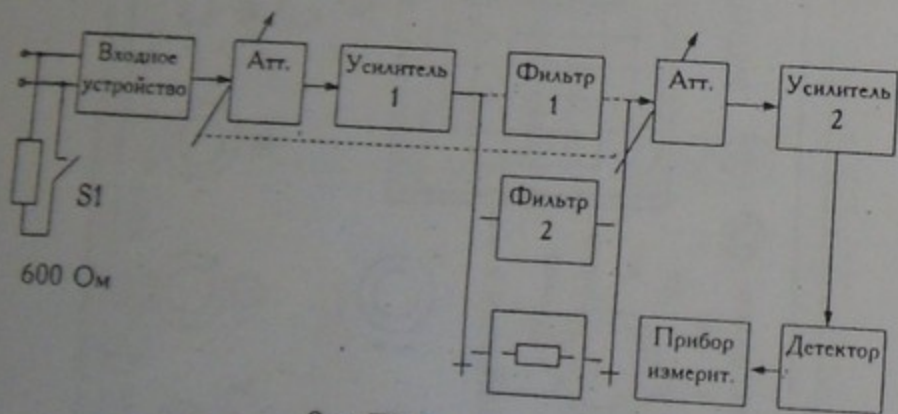 Входное
устройство
Атт.
Усилитель
1
Фильтр
1
Атт.
Усилитель
2
S1
600 Ом
Фильтр
2
Прибор
измерит.
Детектор